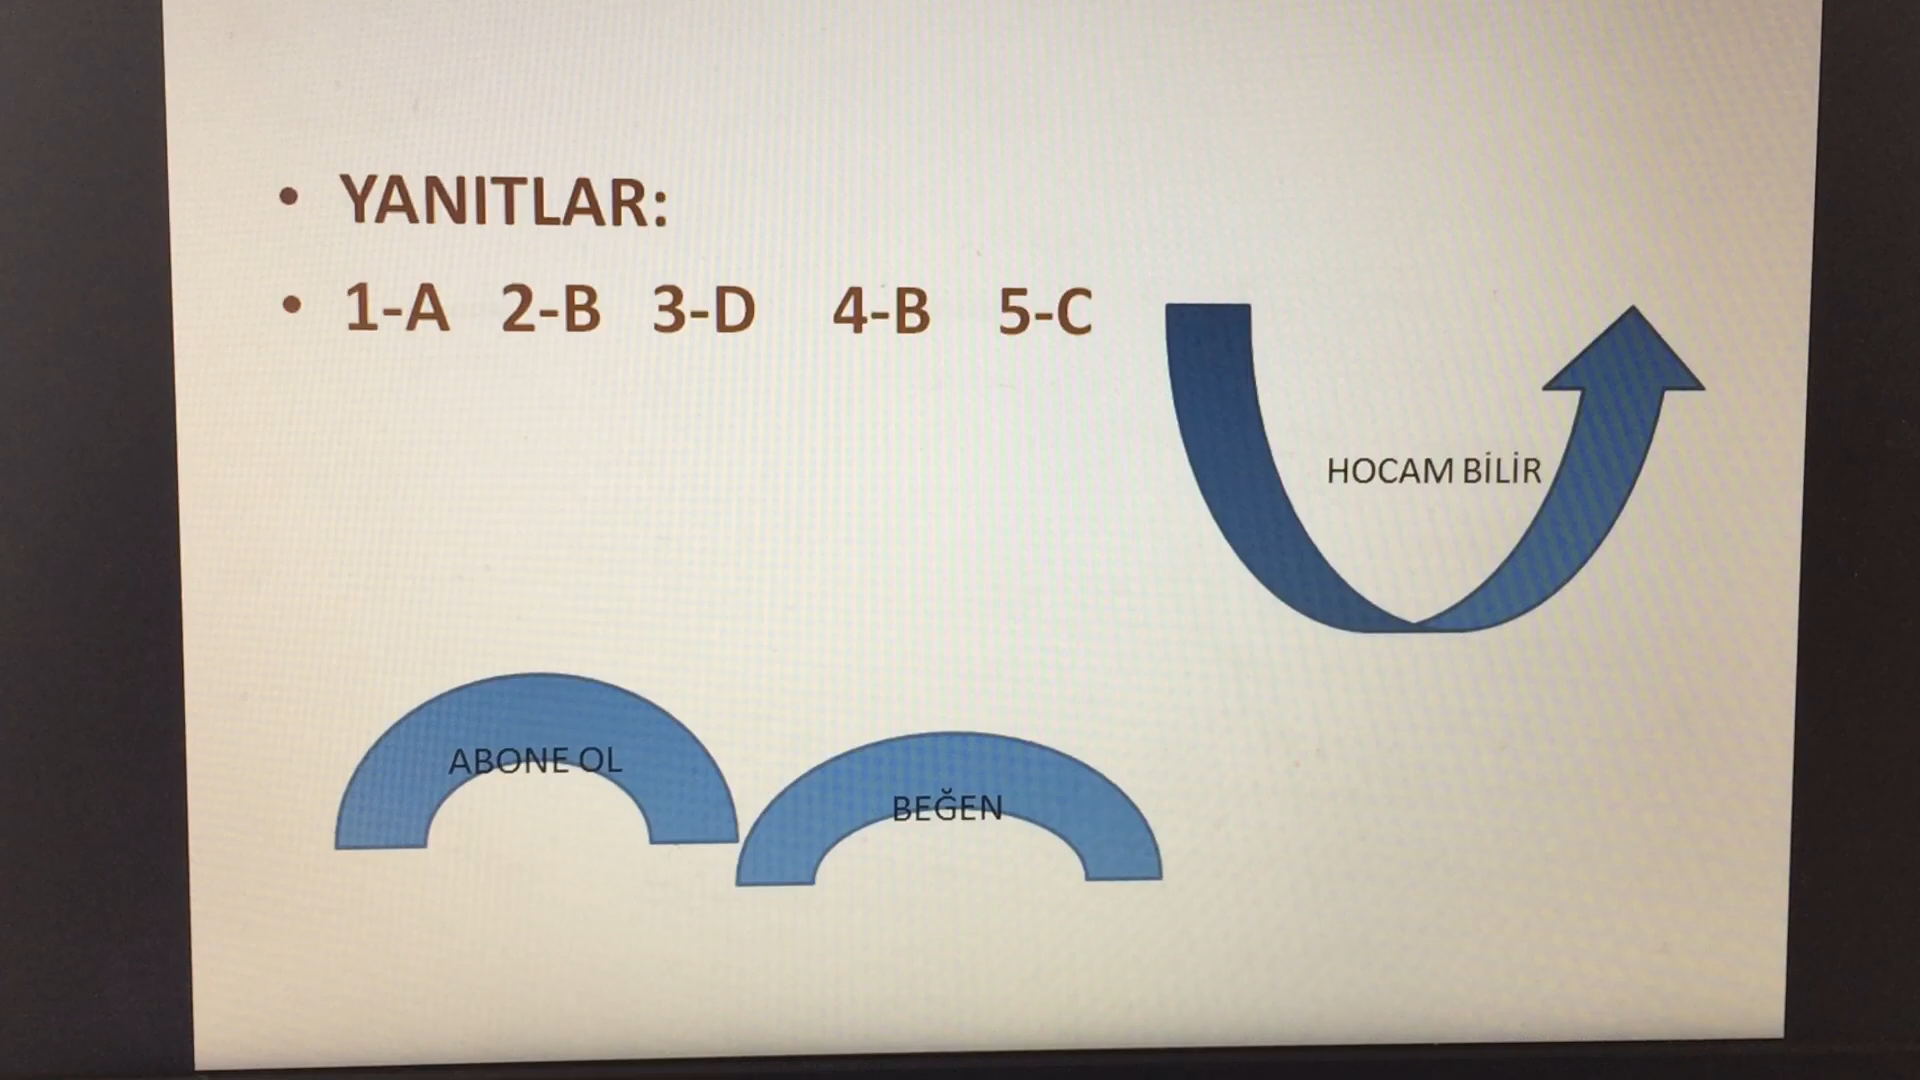 • YANITLAR:
• 1-A 2-B 3-D 4-B 5-C
HOCAM BİLİR
ABONE OL
BEĞEN